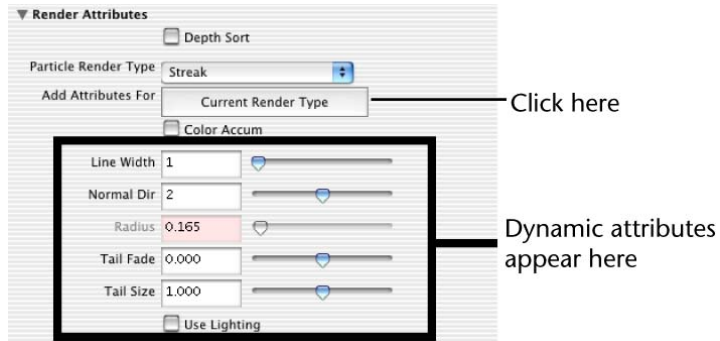 Render Attributes
Depth Sort
Particle Render Type Streak
Add Attributes For Current Render Type
Click here
Color Accum
Line Width 1
Normal Dir 2
Radius 0.165
Tail Fade 0.000
Tail Size 1.000
Use Lighting
Dynamic attributes
appear here